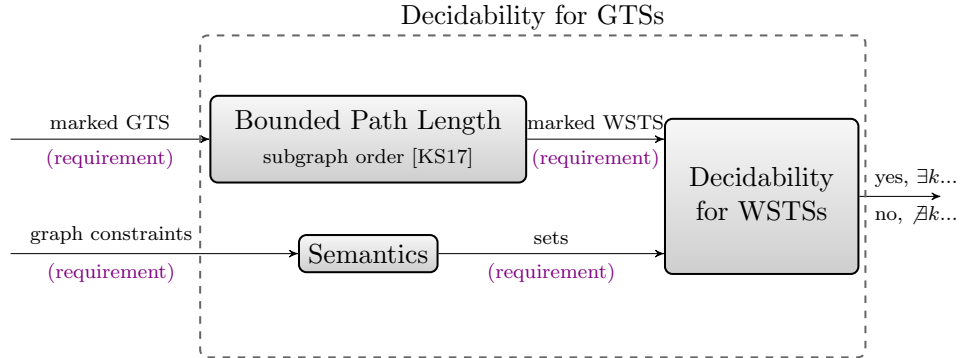 Decidability for GTSs
marked GTS
(requirement)
Bounded Path Length
subgraph order [KS17]
marked WSTS
(requirement)
Decidability
for WSTSs
yes, ∃k...
no, ∄k...
graph constraints
(requirement)
Semantics
sets
(requirement)